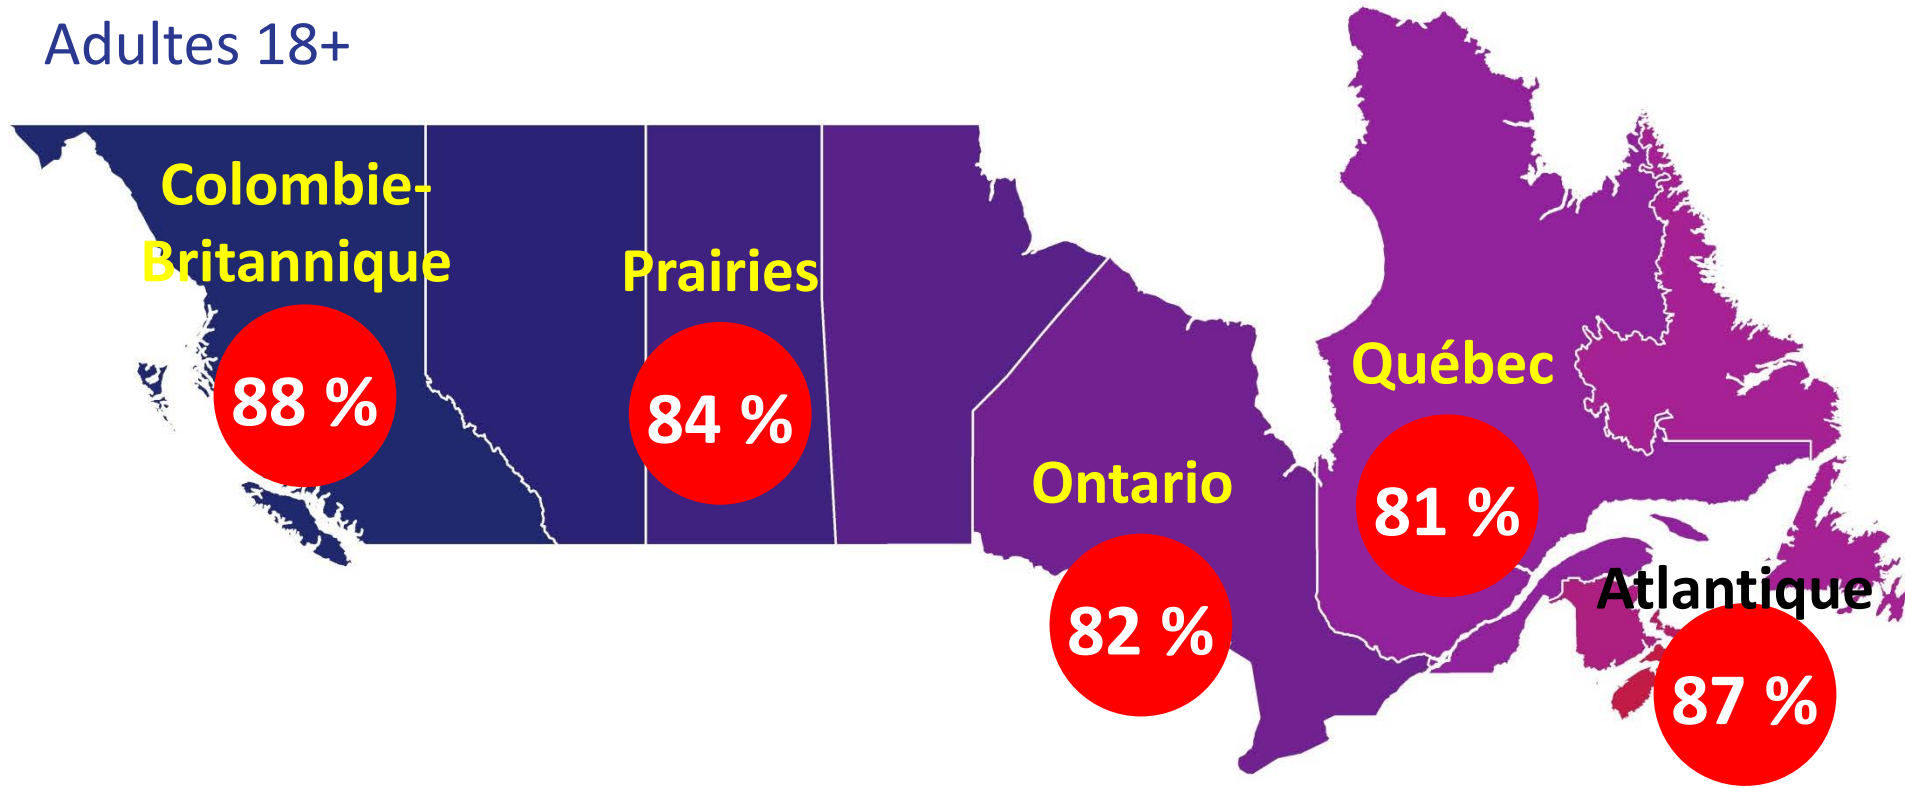 Adultes 18+
Colombie-
Britannique
88 %
Prairies
84 %
Ontario
82 %
Québec
81 %
Atlantique
87 %